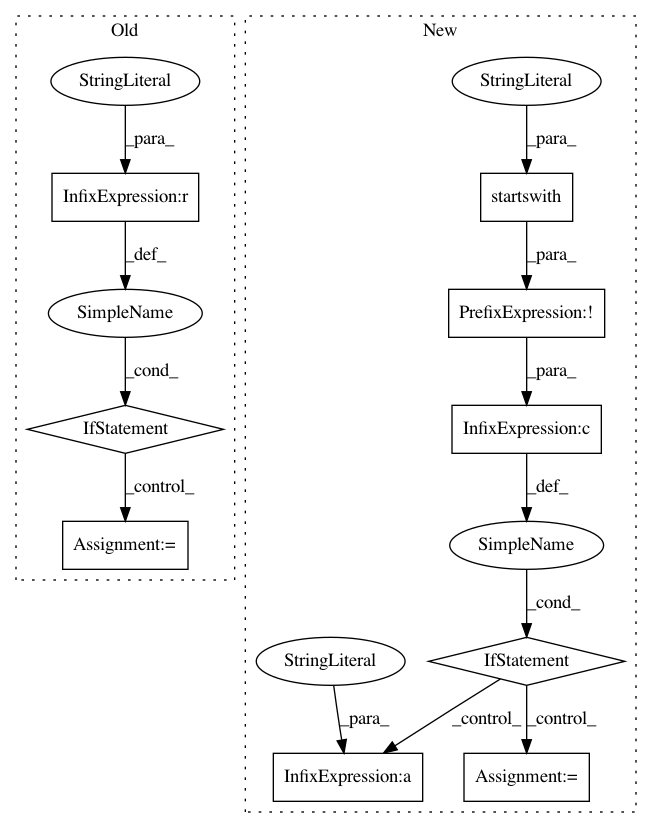 Old
StringLiteral
_para_
InfixExpression:r
_def_
SimpleName
_cond_
IfStatement
_control_
Assignment:=
New
StringLiteral
_para_
startswith
_para_
PrefixExpression:!
_para_
InfixExpression:c
_def_
SimpleName
_cond_
StringLiteral
IfStatement
_para_
_control_
_control_
InfixExpression:a
Assignment:=